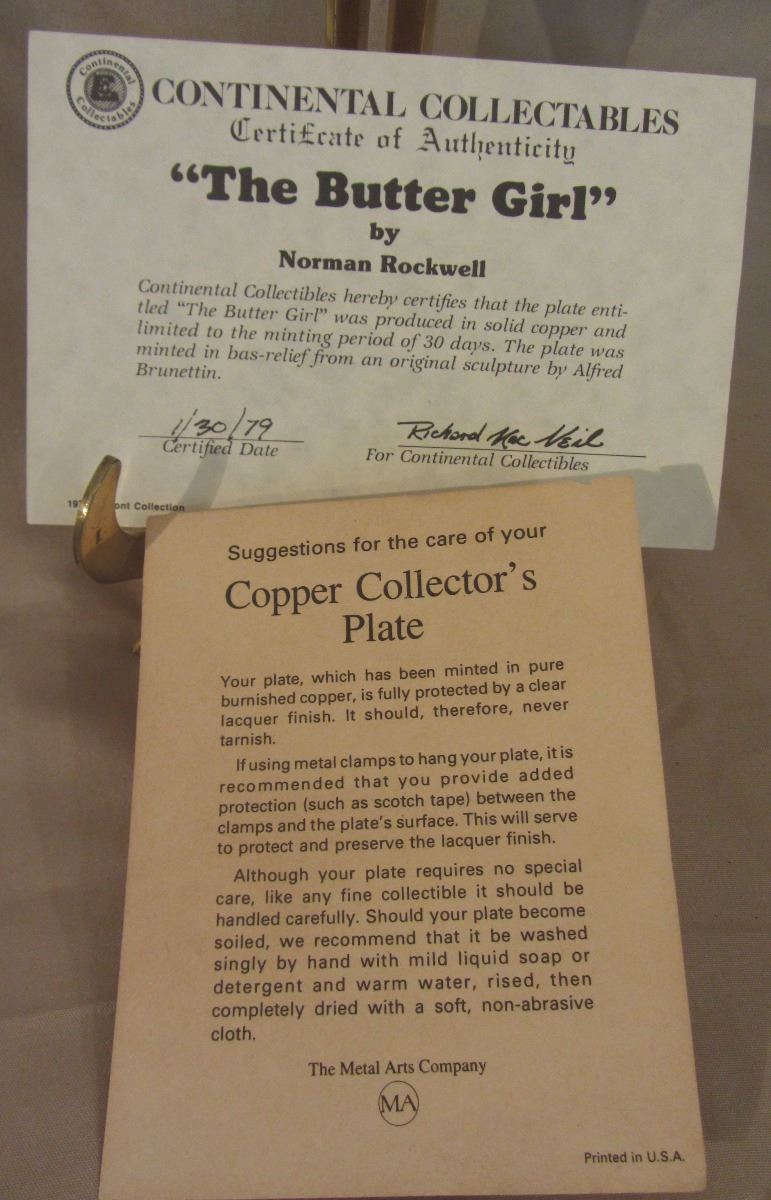 Continental
Collectables
CONTINENTAL COLLECTABLES
Certificate of Authenticity
“The Butter Girl”
by
Norman Rockwell
Continental Collectibles hereby certifies that the plate enti-
tled “The Butter Girl” was produced in solid copper and
limited to the minting period of 30 days. The plate was
minted in bas-relief from an original sculpture by Alfred
Brunettin.
1/30/79
Richard Mac Neil
Certified Date
For Continental Collectibles
Collection
Suggestions for the care of your
Copper Collector's
Plate
Your plate, which has been minted in pure
burnished copper, is fully protected by a clear
lacquer finish. It should, therefore, never
tarnish.
If using metal clamps to hang your plate, it is
recommended that you provide added
protection (such as scotch tape) between the
clamps and the plate's surface. This will serve
to protect and preserve the lacquer finish.
Although your plate requires no special
care, like any fine collectible it should be
handled carefully. Should your plate become
soiled, we recommend that it be washed
singly by hand with mild liquid soap or
detergent and warm water, rised, then
completely dried with a soft, non-abrasive
cloth.
The Metal Arts Company
MA
Printed in U.S.A.